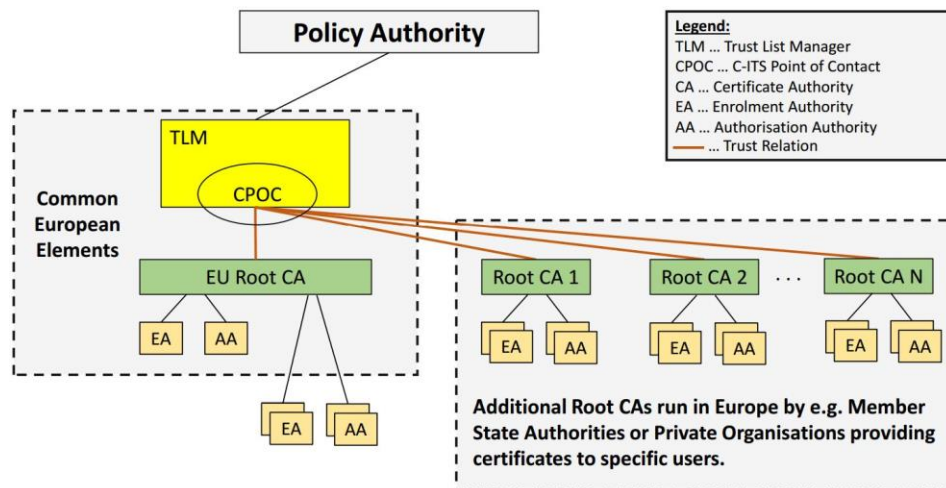 Policy Authority
Legend:
TLM ... Trust List Manager
CPOC ... C-ITS Point of Contact
CA ... Certificate Authority
EA ... Enrolment Authority
AA ... Authorisation Authority
... Trust Relation
TLM
CPOC
Common
European
Elements
EU Root CA
Root CA 1
Root CA 2
. . .
Root CA N
EA
AA
EA
AA
EA
AA
EA
AA
EA
AA
Additional Root CAs run in Europe by e.g. Member
State Authorities or Private Organisations providing
certificates to specific users.